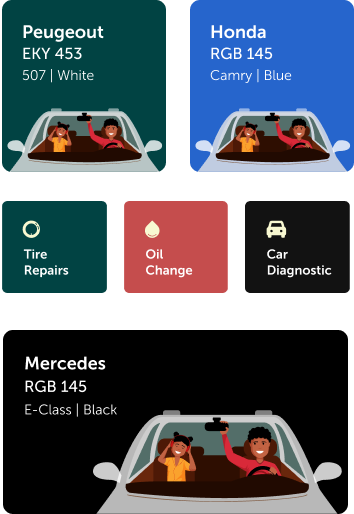 Peugeout
EKY 453
507 | White
Honda
RGB 145
Camry | Blue
Tire
Repairs
Oil
Change
Car
Diagnostic
Mercedes
RGB 145
E-Class | Black